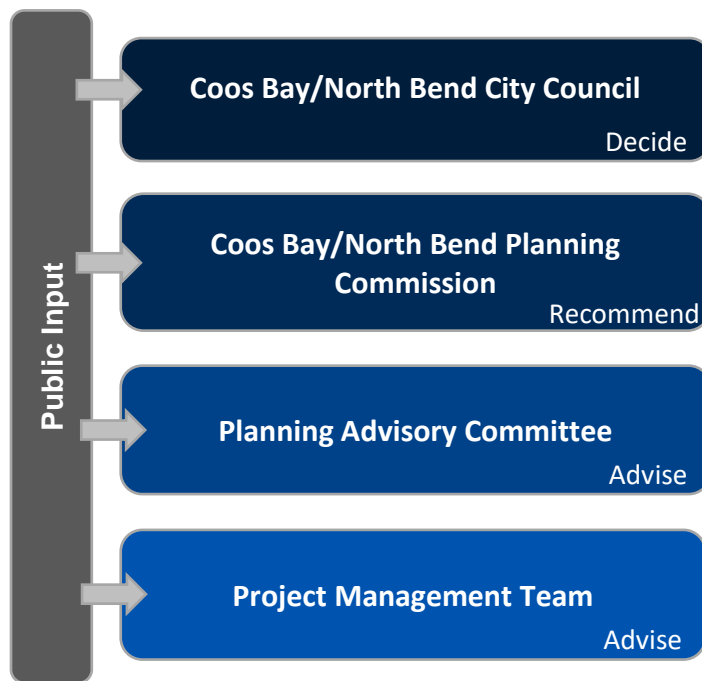 Public Input
Coos Bay/North Bend City Council
Decide
Coos Bay/North Bend Planning
Commission
Recommend
Planning Advisory Committee
Advise
Project Management Team
Advise